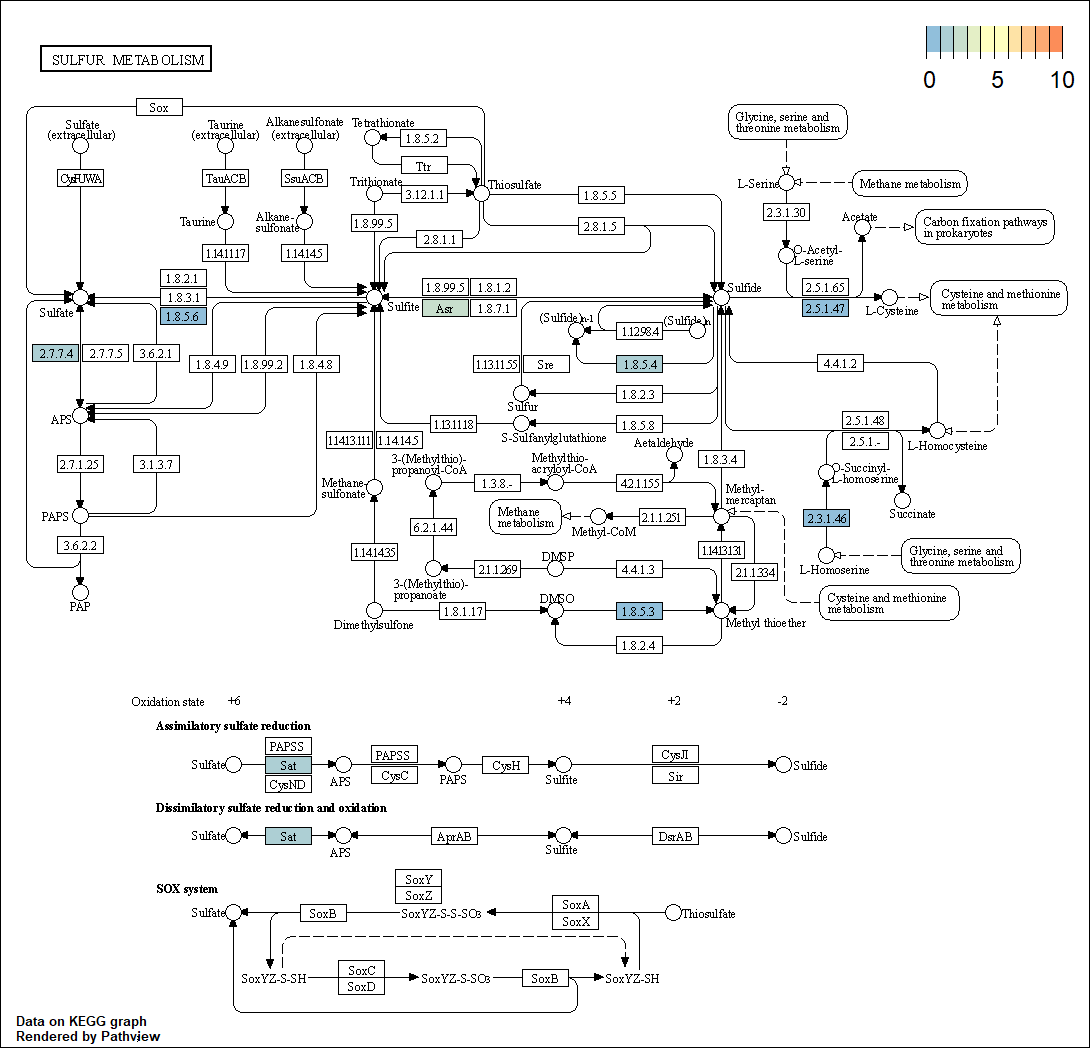 SULFUR METABOLISM
0 5 10
Sox
Sulfate
(extracellular)
Taurine
(extracellular)
Alkanesulfonate
(extracellular)
Tetrathionate
1.8.5.2
Ttr
Glycine, serine and
threonine metabolism
CysPUWA
TauACB
SsuACB
Trithionate
3.12.1.1
Thiosulfate
1.8.5.5
L-Serine
Methane metabolism
Taurine
Alkane-
sulfonate
1.8.99.5
2.8.1.1
2.8.1.5
2.3.1.30
Acetate
Carbon fixation pathways
in prokaryotes
1.14.11.17
1.14.14.5
O-Acetyl-
L-serine
1.8.2.1
1.8.3.1
1.8.5.6
Sulfate
Sulfite
1.8.99.5
1.8.1.2
Asr
1.8.7.1
Sulfide
2.5.1.65
2.5.1.47
L-Cysteine
Cysteine and methionine
metabolism
(Sulfide)n-1
1.12.98.4
(Sulfide)n
2.7.7.4
2.7.7.5
3.6.2.1
1.8.4.9
1.8.99.2
1.8.4.8
1.13.11.55
Sre
1.8.5.4
4.4.1.2
Sulfur
1.8.2.3
APS
1.13.11.18
S-Sulfanylglutathione
1.8.5.8
2.5.1.48
2.5.1.-
L-Homocysteine
1.14.13.111
1.14.14.5
Aetaldehyde
2.7.1.25
3.1.3.7
3-(Methylthio)-
propanoyl-CoA
Methylthio-
acryloyl-CoA
1.8.3.4
O-Succinyl-
L-homoserine
Methane-
sulfonate
1.3.8.-
4.2.1.155
Methyl-
mercaptan
Succinate
PAPS
6.2.1.44
Methane
metabolism
Methyl-CoM
2.1.1.251
2.3.1.46
3.6.2.2
1.14.14.35
1.14.13.131
L-Homoserine
Glycine, serine and
threonine metabolism
3-(Methylthio)-
propanoate
2.1.1.269
DMSP
4.4.1.3
2.1.1.334
PAP
Cysteine and methionine
metabolism
Dimethylsulfone
1.8.1.17
DMSO
1.8.5.3
Methyl thioether
1.8.2.4
Oxidation state +6 +4 +2 -2
Assimilatory sulfate reduction
PAPSS
Sat
CysND
Sulfate
APS
PAPSS
CysC
PAPS
CysH
Sulfite
CysJI
Sir
Sulfide
Dissimilatory sulfate reduction and oxidation
Sulfate
Sat
APS
AprAB
Sulfite
DsrAB
Sulfide
SOX system
SoxY
SoxZ
Sulfate
SoxB
SoxYZ-S-S-SO3
SoxA
SoxX
Thiosulfate
SoxYZ-S-SH
SoxC
SoxD
SoxYZ-S-SO3
SoxB
SoxYZ-SH
Data on KEGG graph
Rendered by Pathview